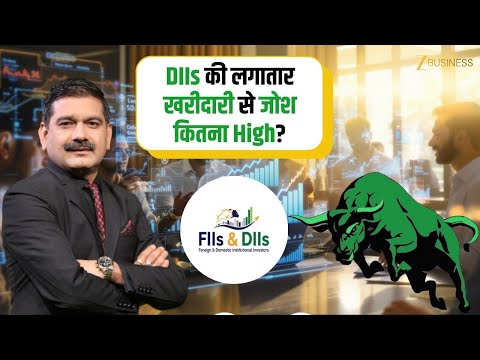 Z BUSINESS
DIIs की लगातार
खरीदारी से जोश
कितना High?
FIIs & DIIs
Foreign & Domestic Institutional Investors